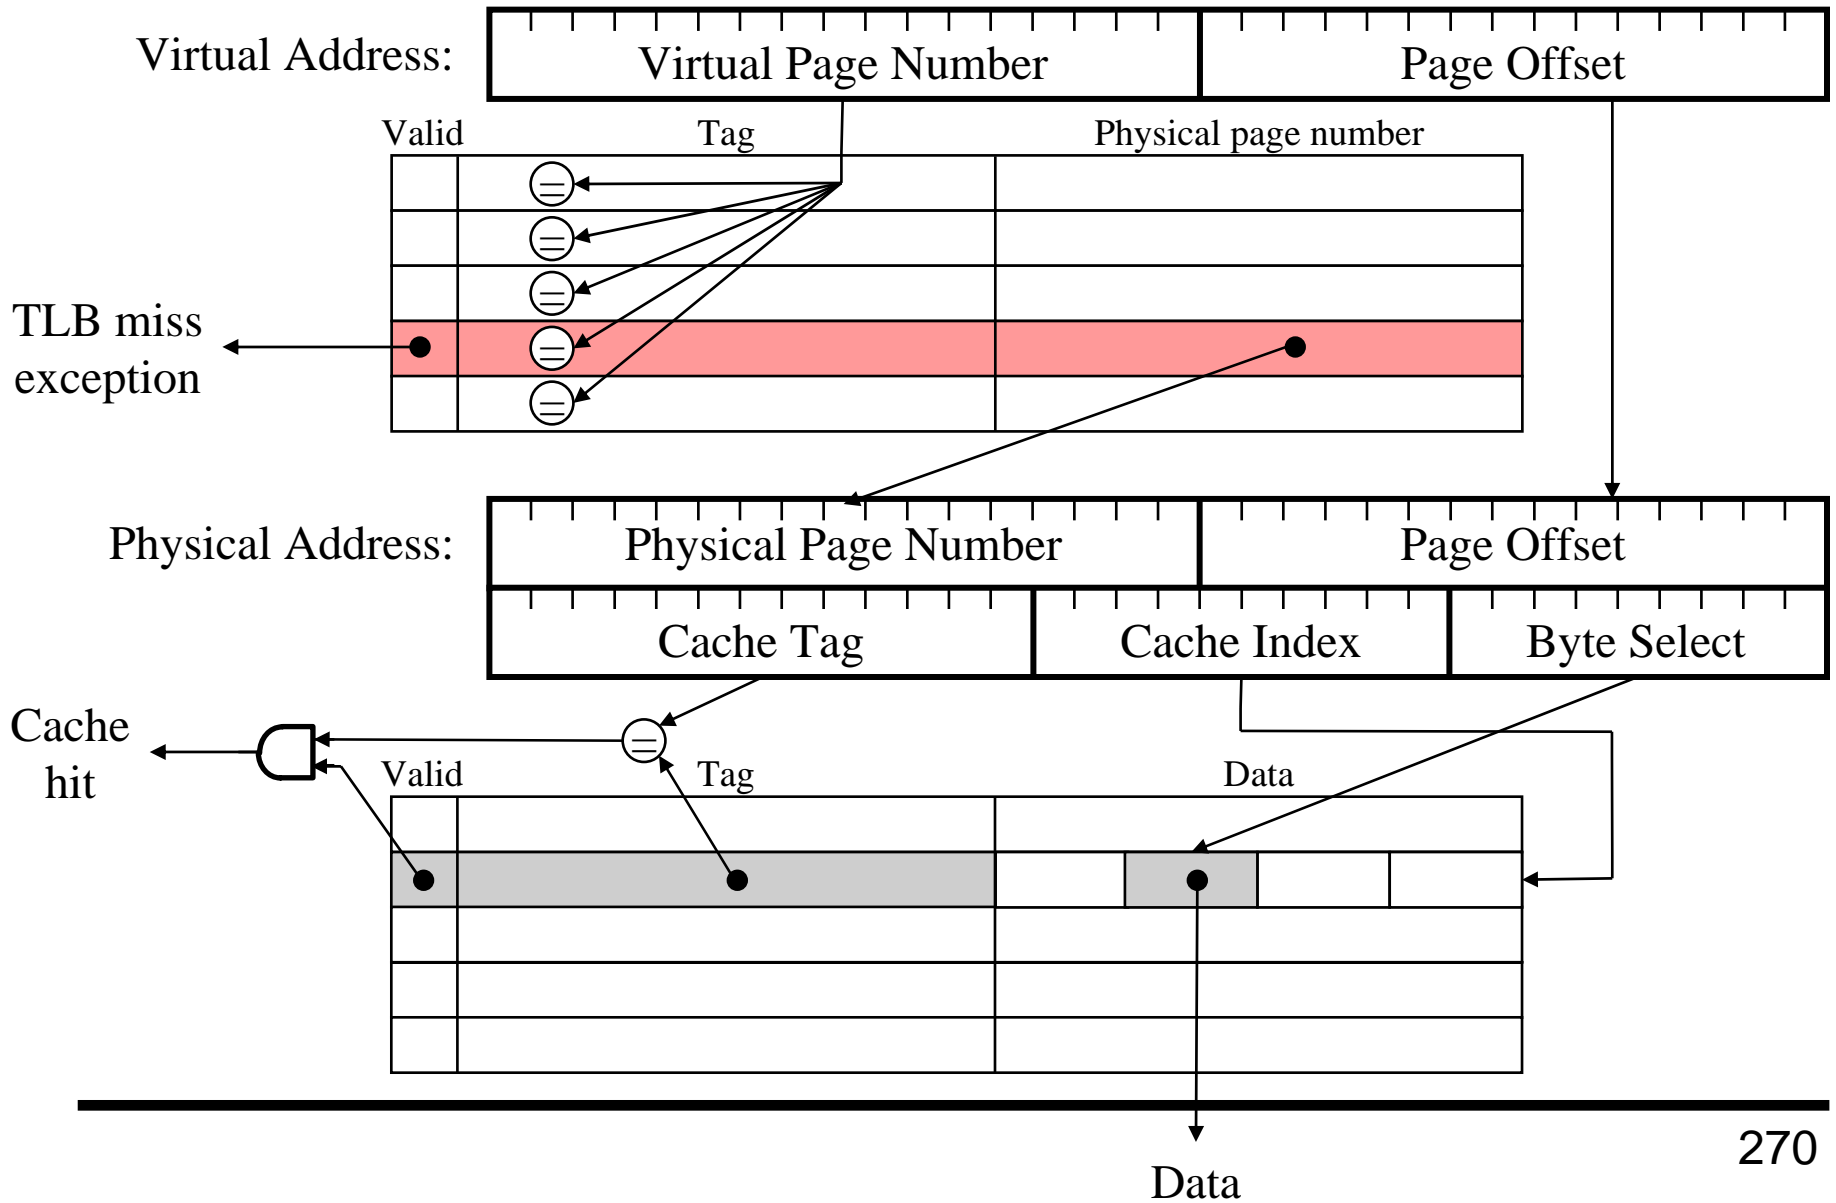 Virtual Address:
Virtual Page Number
Page Offset
Valid
Tag
Physical page number
=
=
=
=
=
TLB miss
exception
Physical Address:
Physical Page Number
Page Offset
Cache Tag
Cache Index
Byte Select
Cache
hit
=
Valid
Tag
Data
270
Data